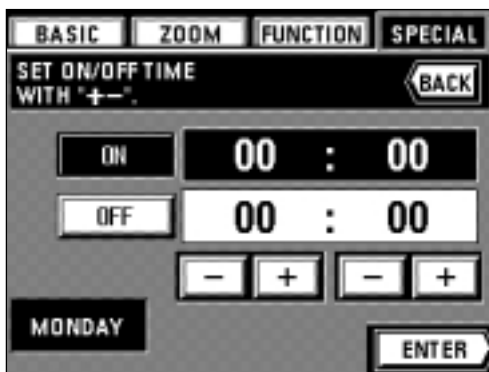 BASIC ZOOM FUNCTION SPECIAL
SET ON/OFF TIME
WITH "+−".
BACK
ON 00 : 00
OFF 00 : 00
− + − +
MONDAY
ENTER